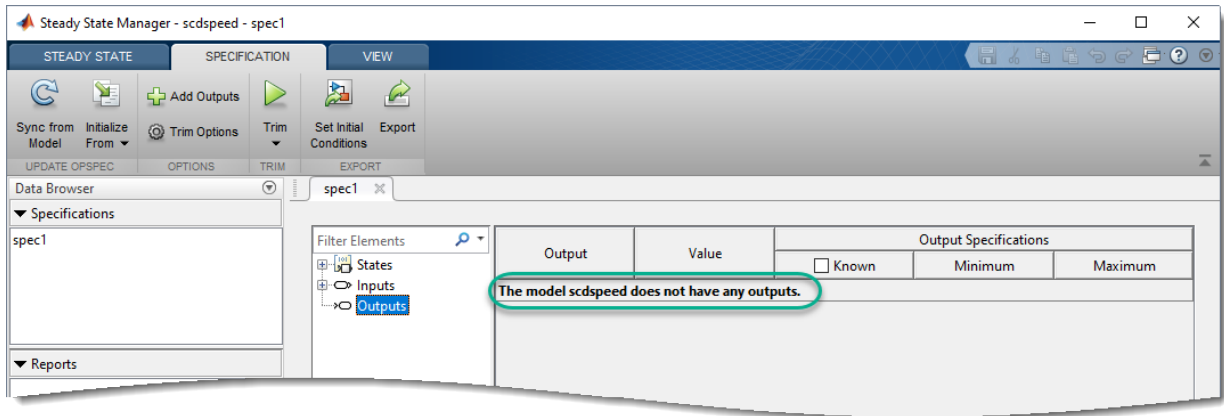 Steady State Manager - scdspeed - spec1
STEADY STATE
SPECIFICATION
VIEW
Sync from Model
Initialize From
Add Outputs
Trim Options
Trim
Set Initial Conditions
Export
UPDATE OPSPEC
OPTIONS
TRIM
EXPORT
Data Browser
spec1
Specifications
spec1
Filter Elements
States
Inputs
Outputs
Output
Value
Output Specifications
Known
Minimum
Maximum
The model scdspeed does not have any outputs.
Reports